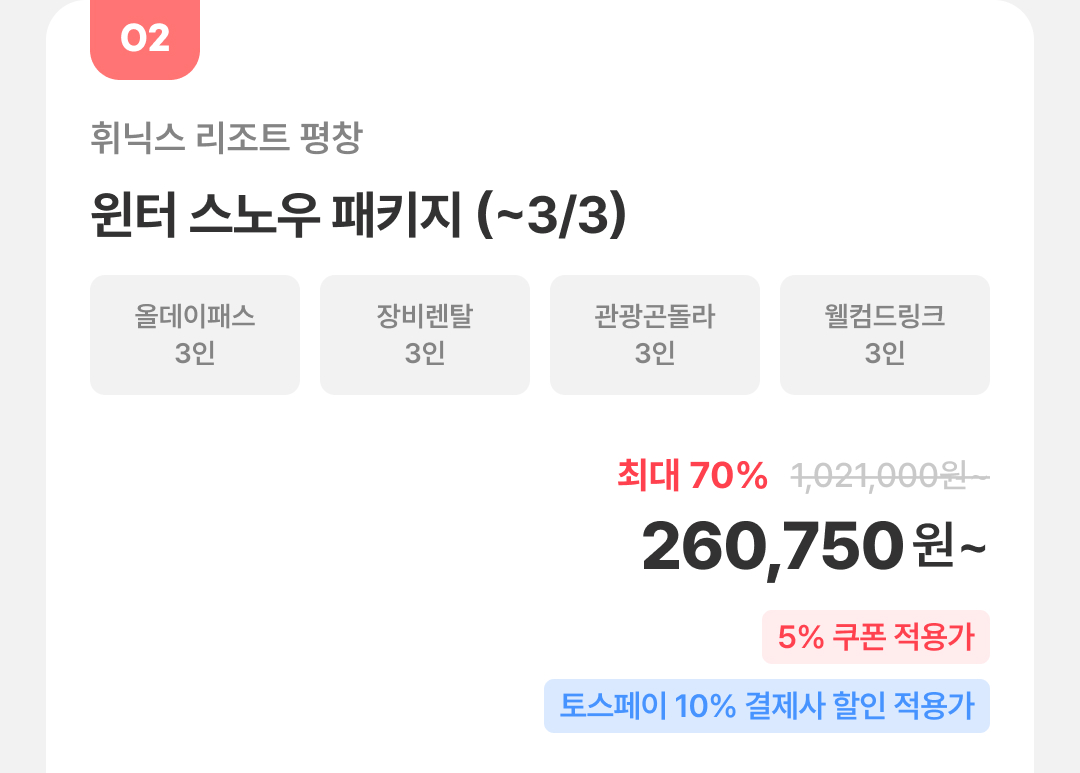 02
휘닉스 리조트 평창
윈터 스노우 패키지 (~3/3)
올데이패스
3인
장비렌탈
3인
관광곤돌라
3인
웰컴드링크
3인
최대 70% 1,021,000원~
260,750원~
5% 쿠폰 적용가
토스페이 10% 결제사 할인 적용가